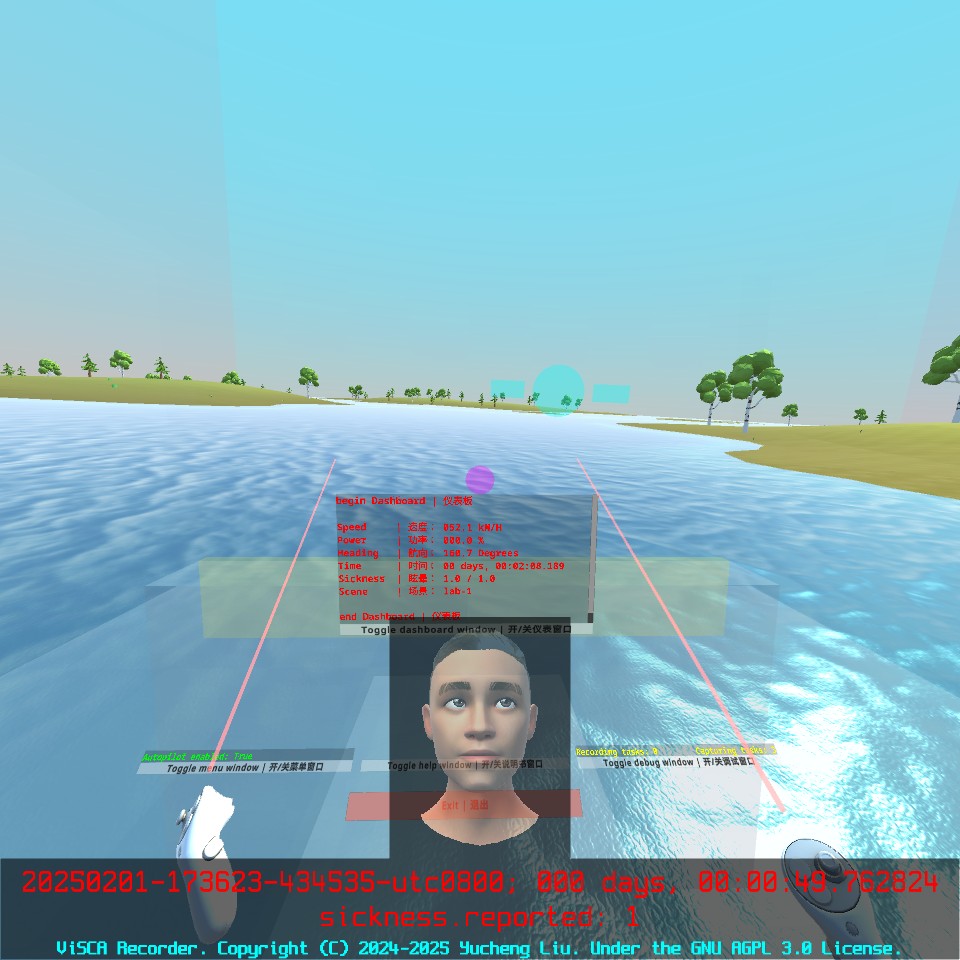 begin Dashboard | 仪表板
Speed | 速度： 052.1 kM/H
Power | 功率： 000.0 %
Heading | 航向： 160.7 Degrees
Time | 时间： 00 days, 00:02:08.189
Sickness | 眩晕： 1.0 / 1.0
Scene | 场景： lab-1
end Dashboard | 仪表板
Toggle dashboard window | 开/关仪表窗口
Autopilot enabled: True
Toggle menu window | 开/关菜单窗口
Toggle help window | 开/关说明书窗口
Recording tasks: 0 Capturing tasks:
Toggle debug window | 开/关调试窗口
Exit | 退出
20250201-173623-434535-utc0800; 000 days, 00:00:49.762824
sickness.reported: 1
ViSCA Recorder. Copyright (C) 2024-2025 Yucheng Liu. Under the GNU AGPL 3.0 License.